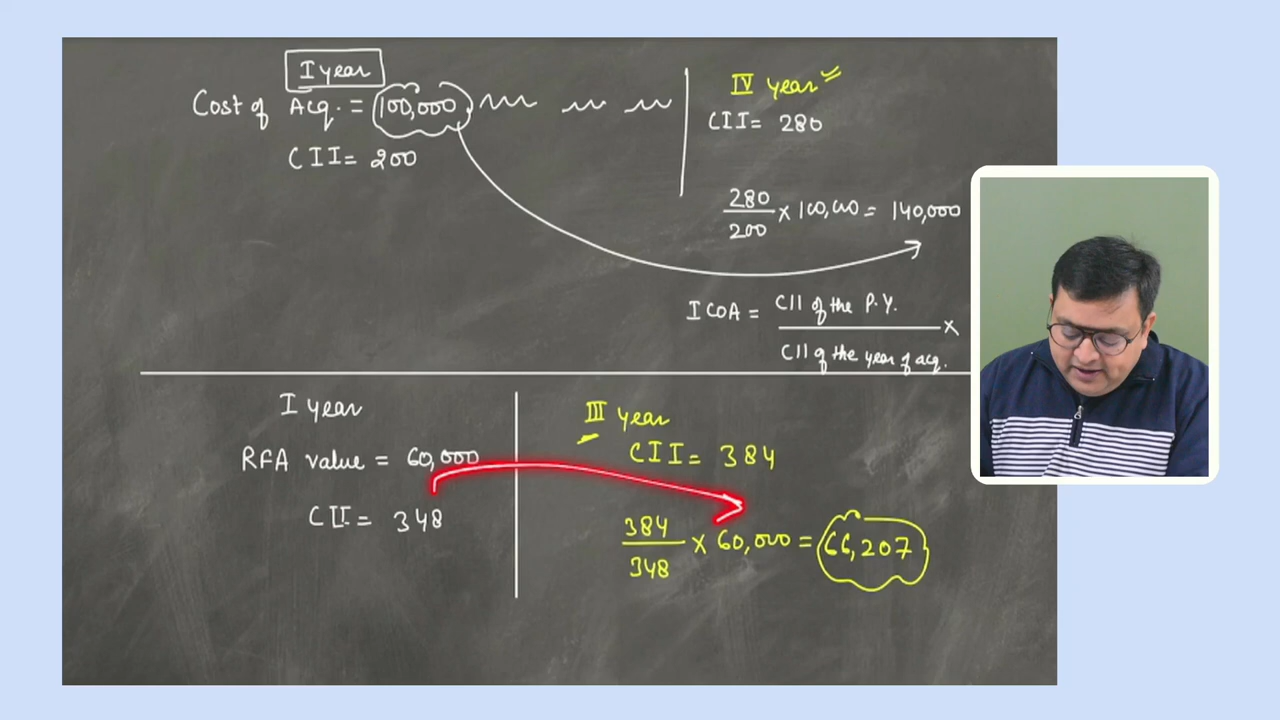 I year
Cost of Acq. = 100,000
CII = 200
IV year
CII = 280
280/200 × 100,000 = 140,000
ICOA = CII of the P.Y. / CII of the year of acq. ×
I year
RFA value = 60,000
CII = 348
III year
CII = 384
384/348 × 60,000 = 66,207